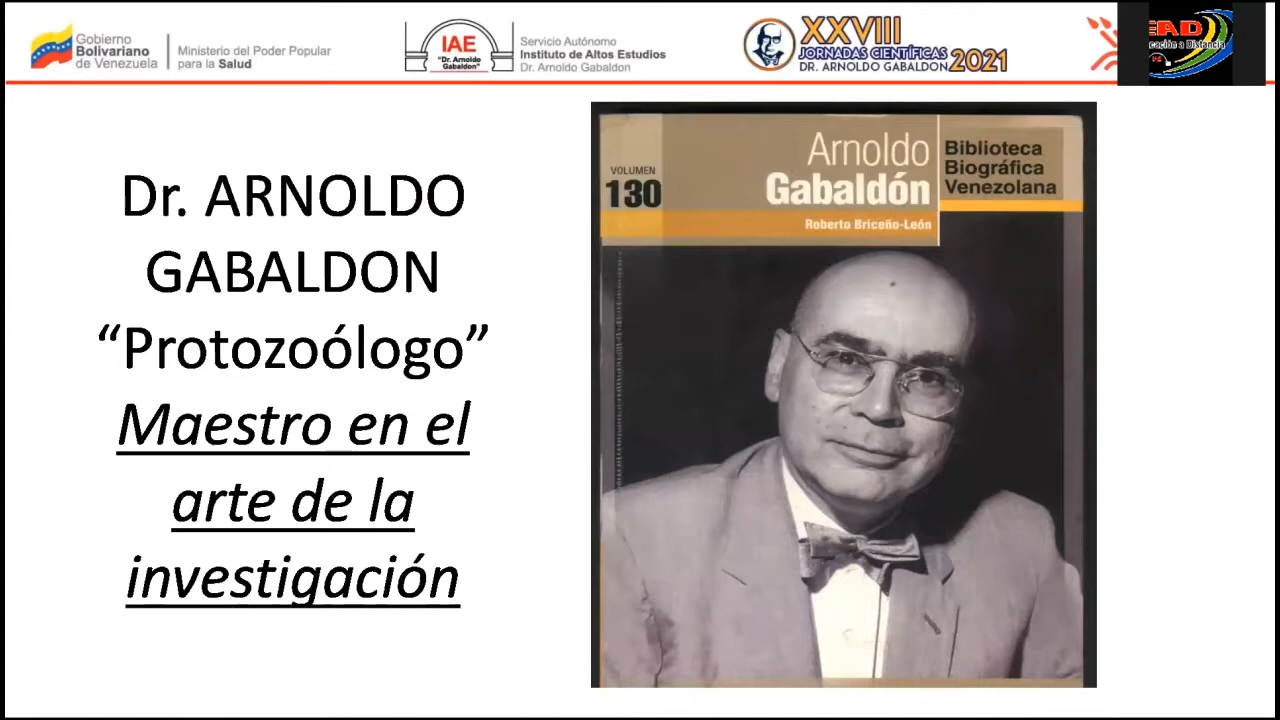 Gobierno
Bolivariano
de Venezuela
Ministerio del Poder Popular
para la Salud
IAE
"Dr. Arnoldo
Gabaldon"
Servicio Autónomo
Instituto de Altos Estudios
Dr. Arnoldo Gabaldon
XXVIII
JORNADAS CIENTÍFICAS
DR. ARNOLDO GABALDON
2021
EAD
cación a Distancia
Dr. ARNOLDO
GABALDON
“Protozoólogo”
Maestro en el
arte de la
investigación
VOLUMEN
130
Arnoldo
Gabaldón
Roberto Briceño-León
Biblioteca
Biográfica
Venezolana